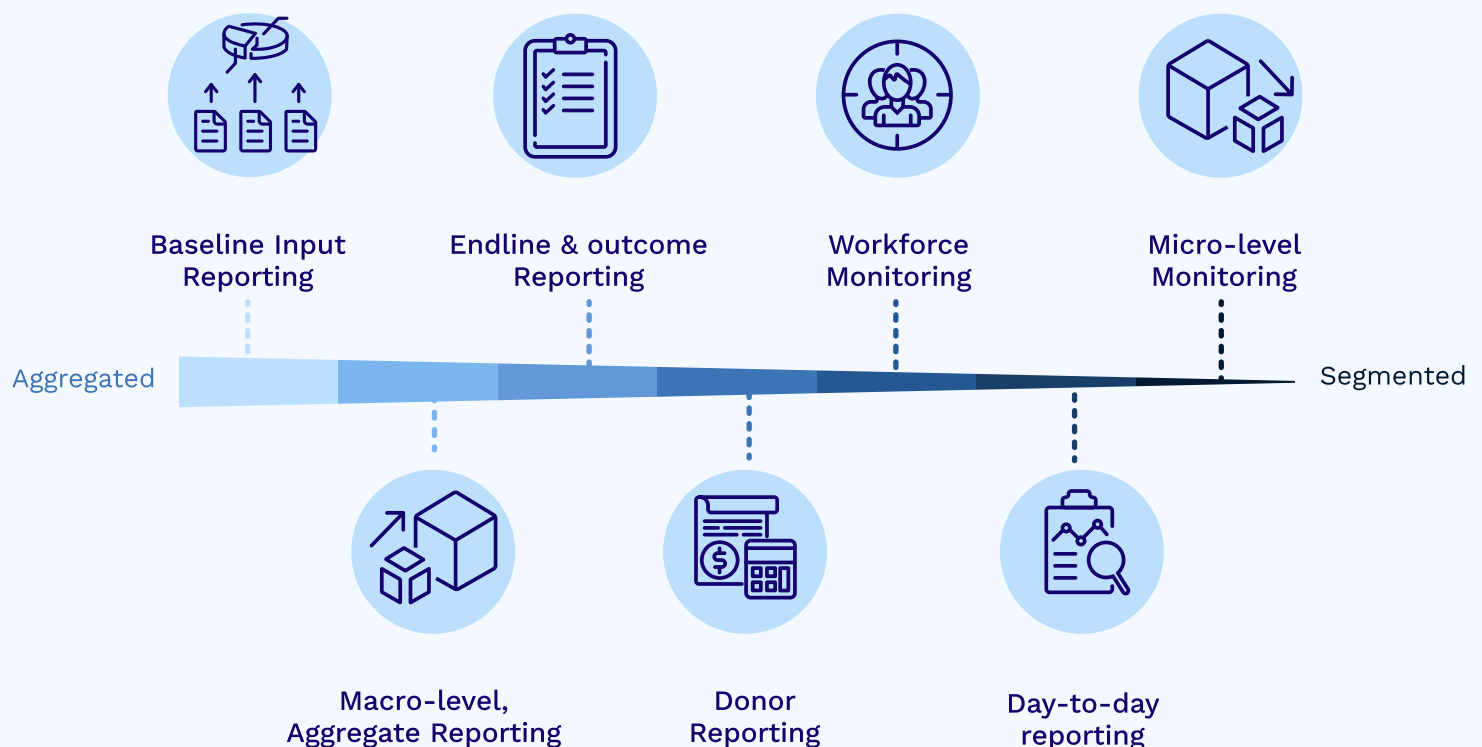 Baseline Input
Reporting
Endline & outcome
Reporting
Workforce
Monitoring
Micro-level
Monitoring
Aggregated
Segmented
Macro-level,
Aggregate Reporting
Donor
Reporting
Day-to-day
reporting
$